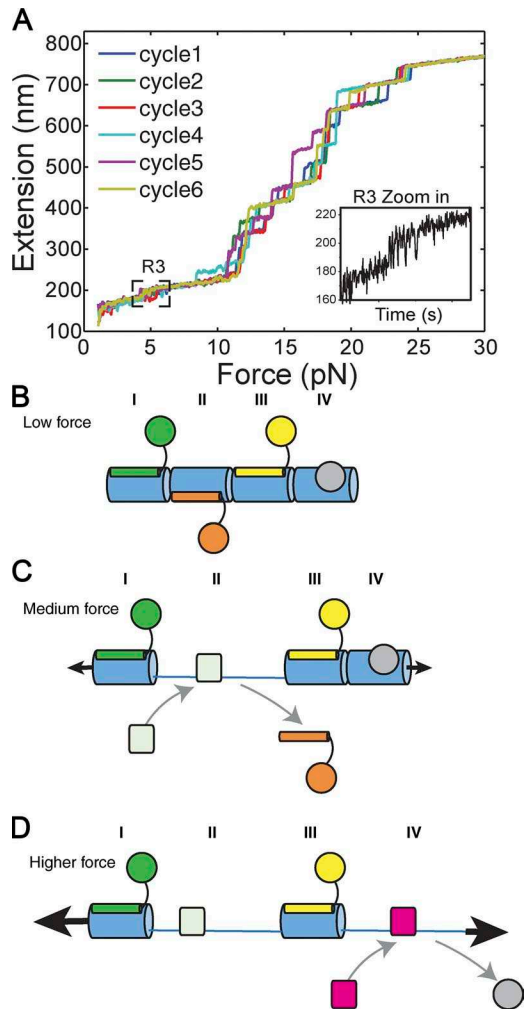 A
800
700
600
500
400
300
200
100
Extension (nm)
cycle1
cycle2
cycle3
cycle4
cycle5
cycle6
R3
R3 Zoom in
220
200
180
160
Time (s)
0 5 10 15 20 25 30
Force (pN)
B
I II III IV
Low force
C
I II III IV
Medium force
D
I II III IV
Higher force